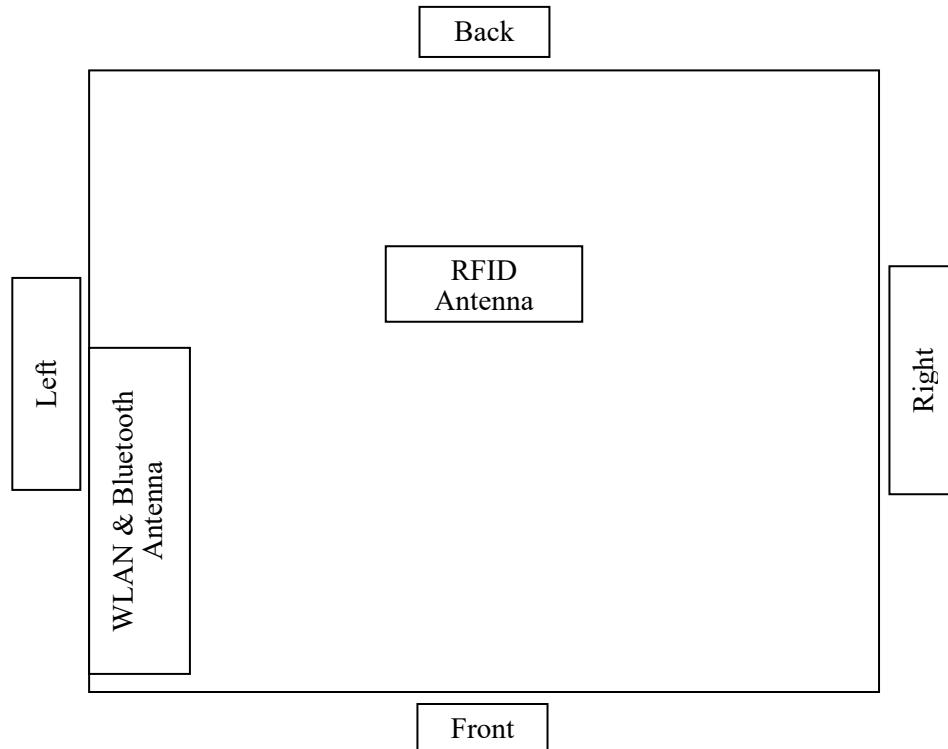 Back
RFID
Antenna
Left
WLAN & Bluetooth
Antenna
Right
Front